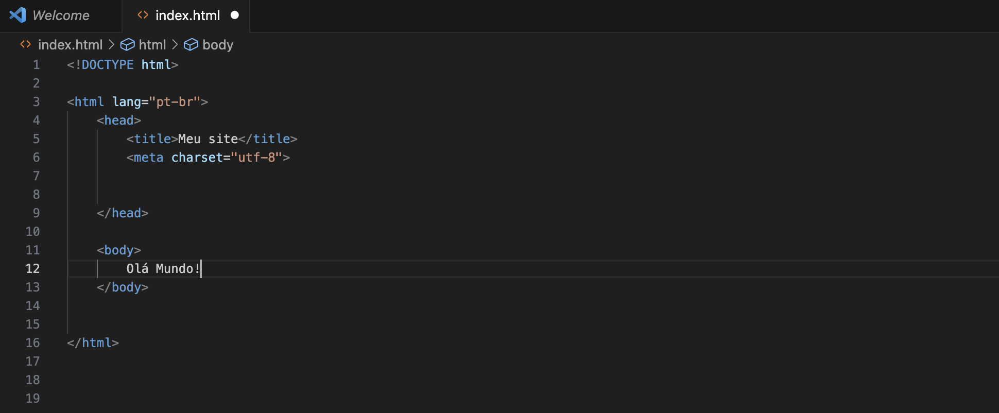 Welcome
index.html
index.html > html > body
1 <!DOCTYPE html>
2
3 <html lang="pt-br">
4     <head>
5         <title>Meu site</title>
6         <meta charset="utf-8">
7
8
9     </head>
10
11     <body>
12         Olá Mundo!
13     </body>
14
15
16 </html>
17
18
19